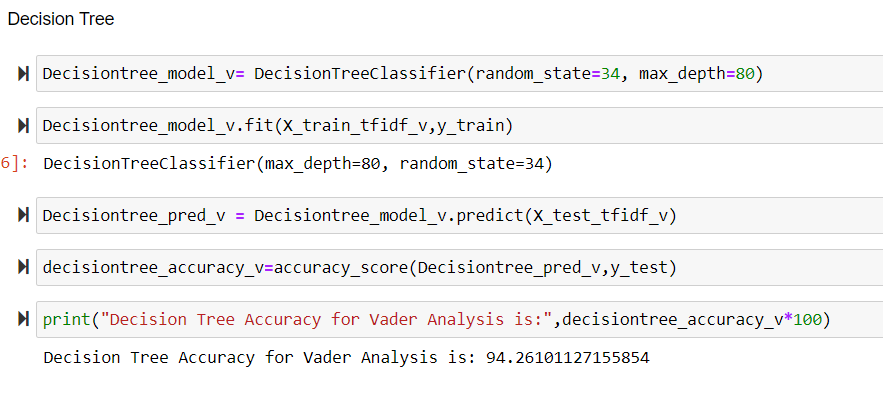 Decision Tree
Decisiontree_model_v= DecisionTreeClassifier(random_state=34, max_depth=80)
Decisiontree_model_v.fit(X_train_tfidf_v,y_train)
6]: DecisionTreeClassifier(max_depth=80, random_state=34)
Decisiontree_pred_v = Decisiontree_model_v.predict(X_test_tfidf_v)
decisiontree_accuracy_v=accuracy_score(Decisiontree_pred_v,y_test)
print("Decision Tree Accuracy for Vader Analysis is:",decisiontree_accuracy_v*100)
Decision Tree Accuracy for Vader Analysis is: 94.26101127155854